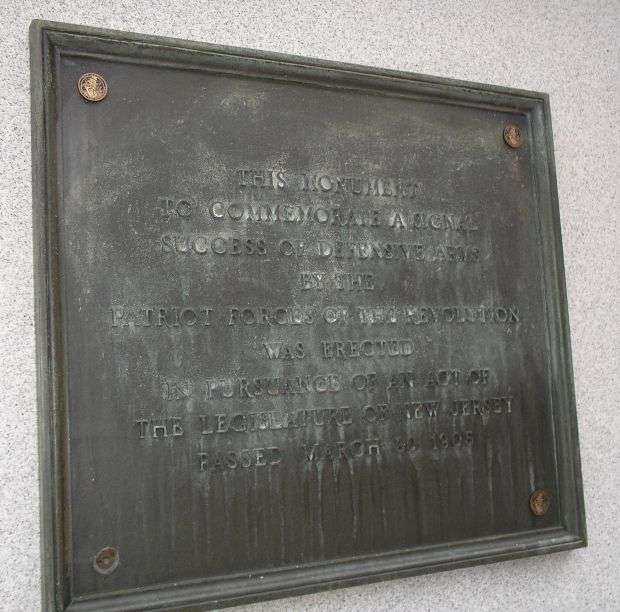 THIS MONUMENT
TO COMMEMORATE A SIGNAL
SUCCESS OF DEFENSIVE ARMS
BY THE
PATRIOT FORCES OF THE REVOLUTION
WAS ERECTED
IN PURSUANCE OF AN ACT OF
THE LEGISLATURE OF NEW JERSEY
PASSED MARCH 1905